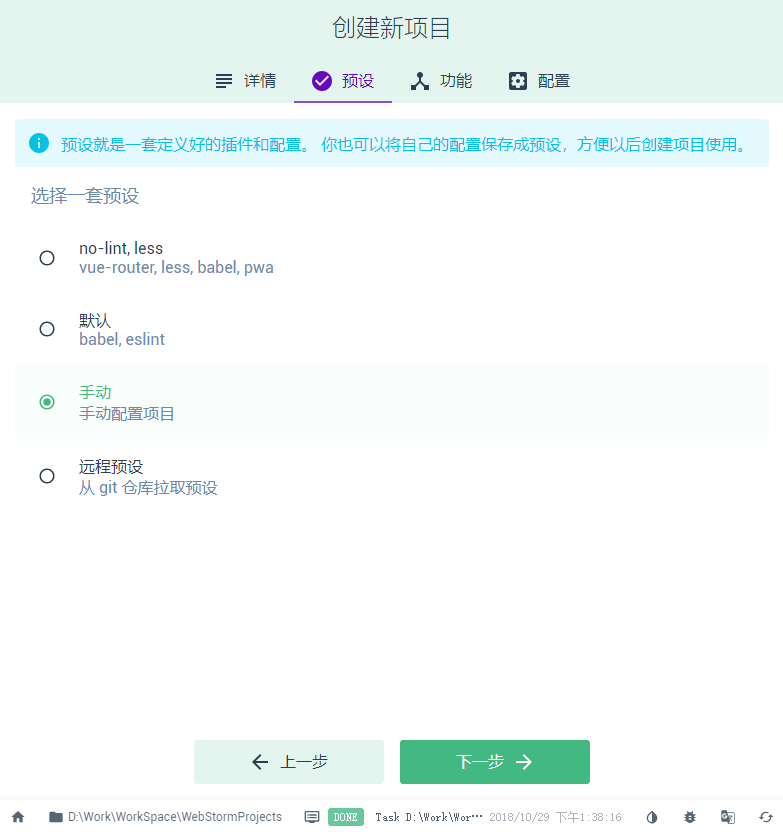 创建新项目
详情 预设 功能 配置
预设就是一套定义好的插件和配置。 你也可以将自己的配置保存成预设，方便以后创建项目使用。
选择一套预设
no-lint, less
vue-router, less, babel, pwa
默认
babel, eslint
手动
手动配置项目
远程预设
从 git 仓库拉取预设
上一步 下一步
D:\Work\WorkSpace\WebStormProjects DONE Task D:\Work\Wor··· 2018/10/29 下午1:38:16